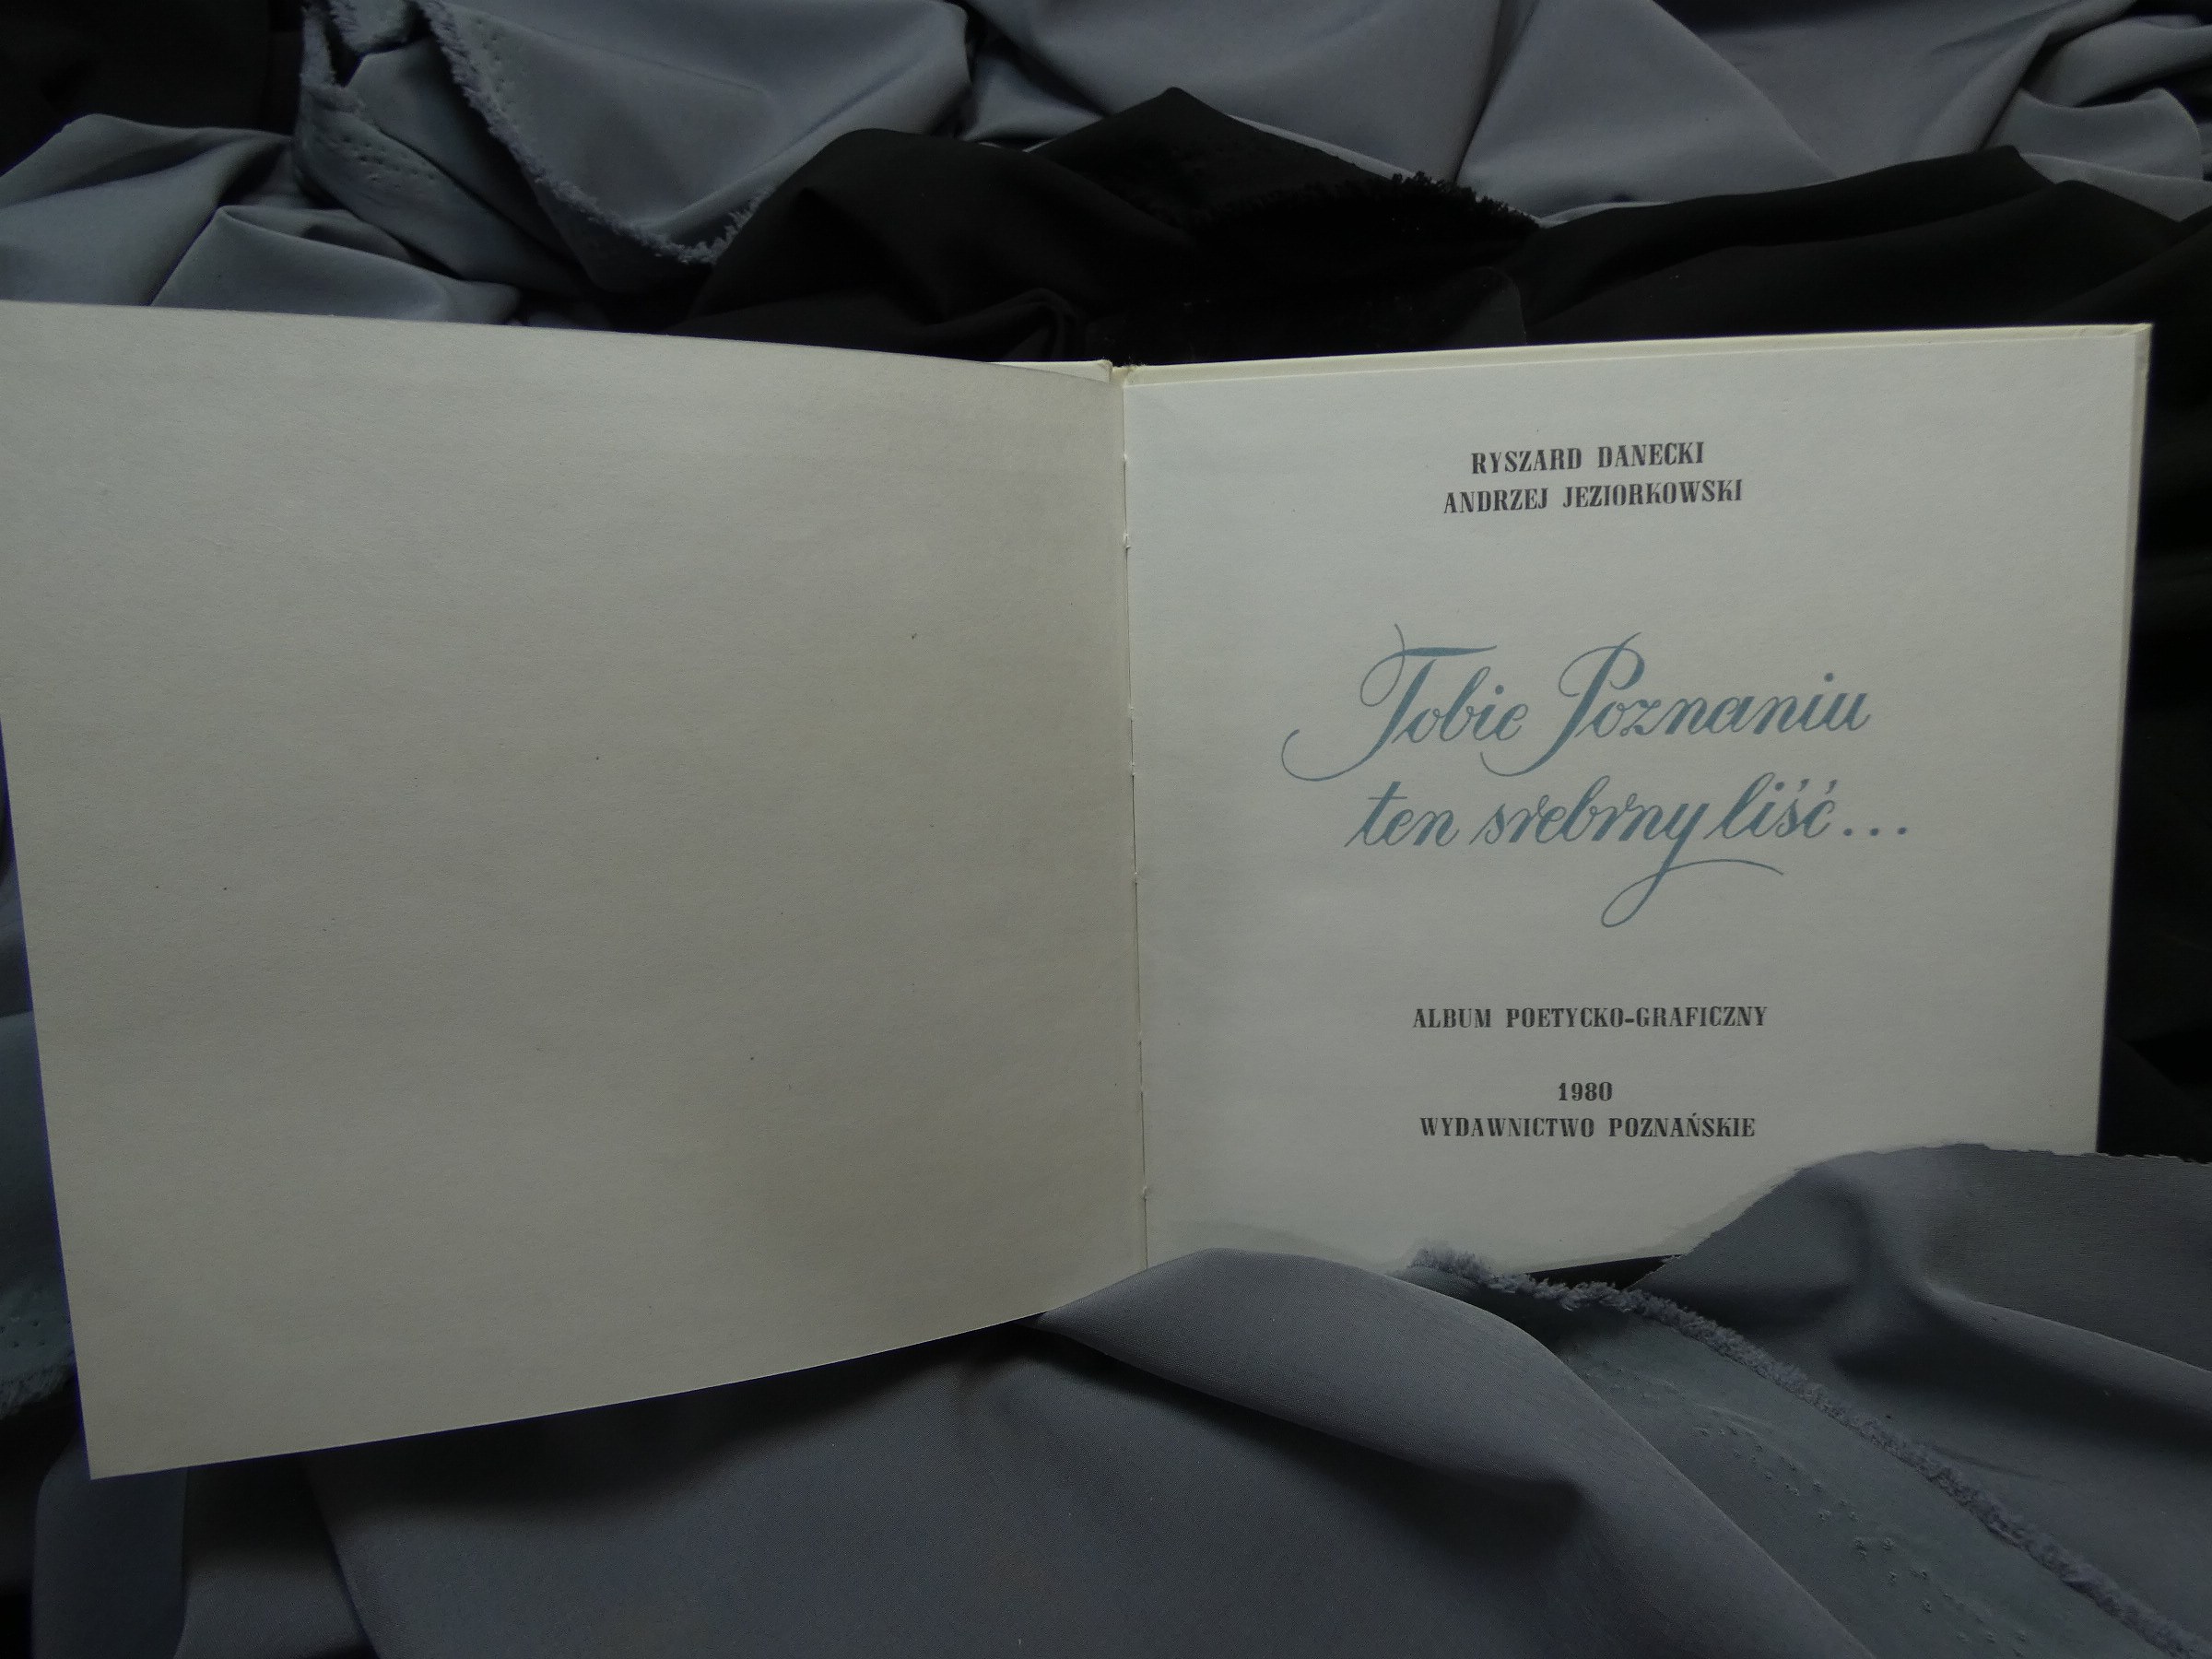 RYSZARD DANECKI
ANDRZEJ JEZIORKOWSKI
Tobie Poznaniu
ten srebrny liść...
ALBUM POETYCKO-GRAFICZNY
1980
WYDAWNICTWO POZNAŃSKIE